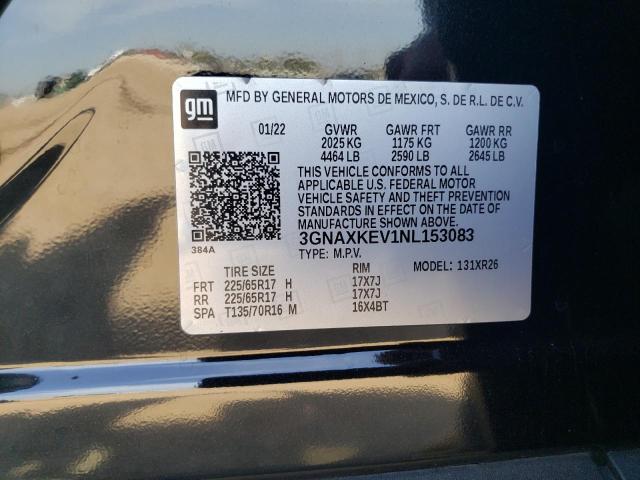 gm MFD BY GENERAL MOTORS DE MEXICO, S. DE R.L. DE C.V.
01/22 GVWR GAWR FRT GAWR RR
2025 KG 1175 KG 1200 KG
4464 LB 2590 LB 2645 LB
THIS VEHICLE CONFORMS TO ALL
APPLICABLE U.S. FEDERAL MOTOR
VEHICLE SAFETY AND THEFT PREVENTION
STANDARDS IN EFFECT ON THE DATE OF
MANUFACTURE SHOWN ABOVE.
384A 3GNAXKEV1NL153083
TYPE: M.P.V. MODEL: 131XR26
TIRE SIZE RIM
FRT 225/65R17 H 17X7J
RR 225/65R17 H 17X7J
SPA T135/70R16 M 16X4BT